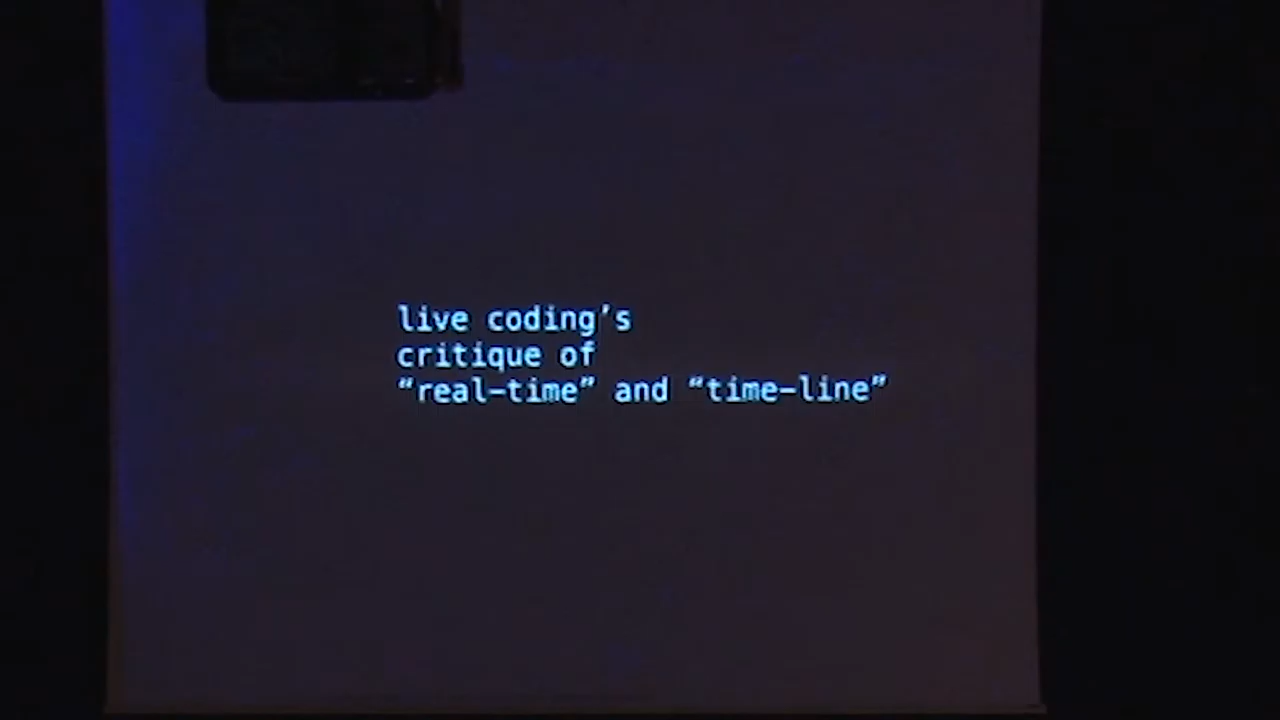 live coding’s
critique of
“real-time” and “time-line”